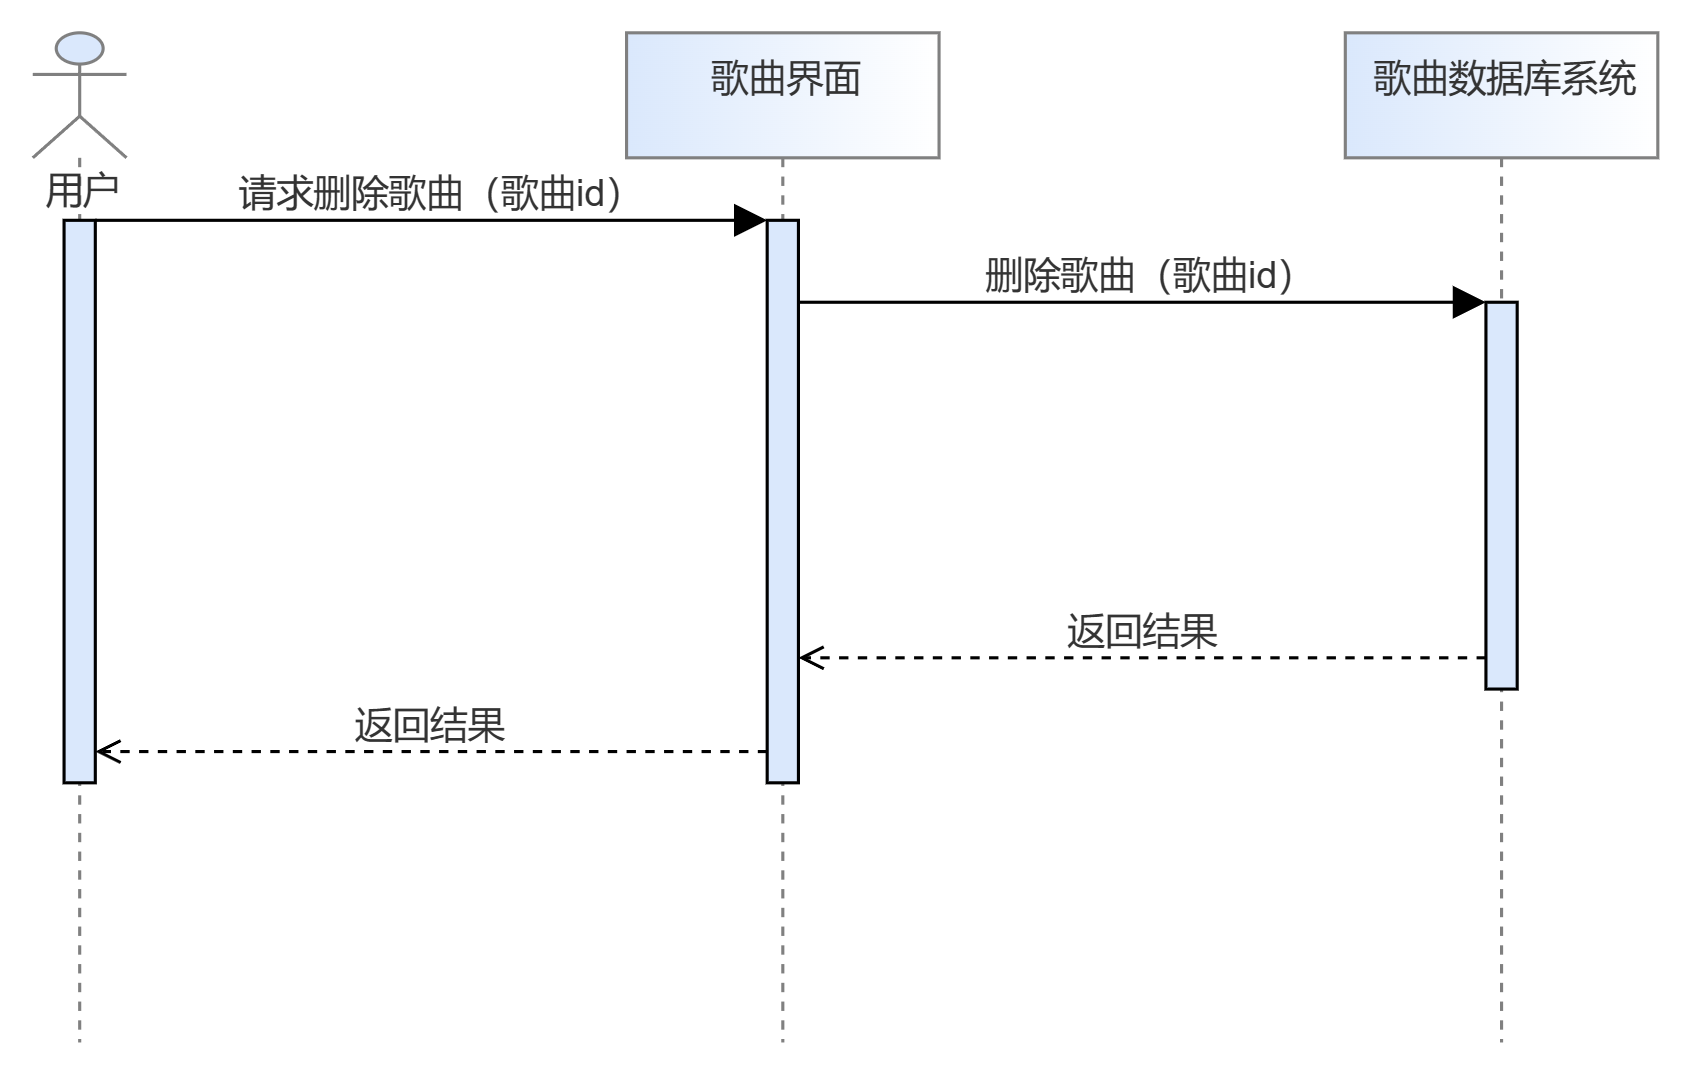 歌曲界面
歌曲数据库系统
用户
请求删除歌曲（歌曲id）
删除歌曲（歌曲id）
返回结果
返回结果